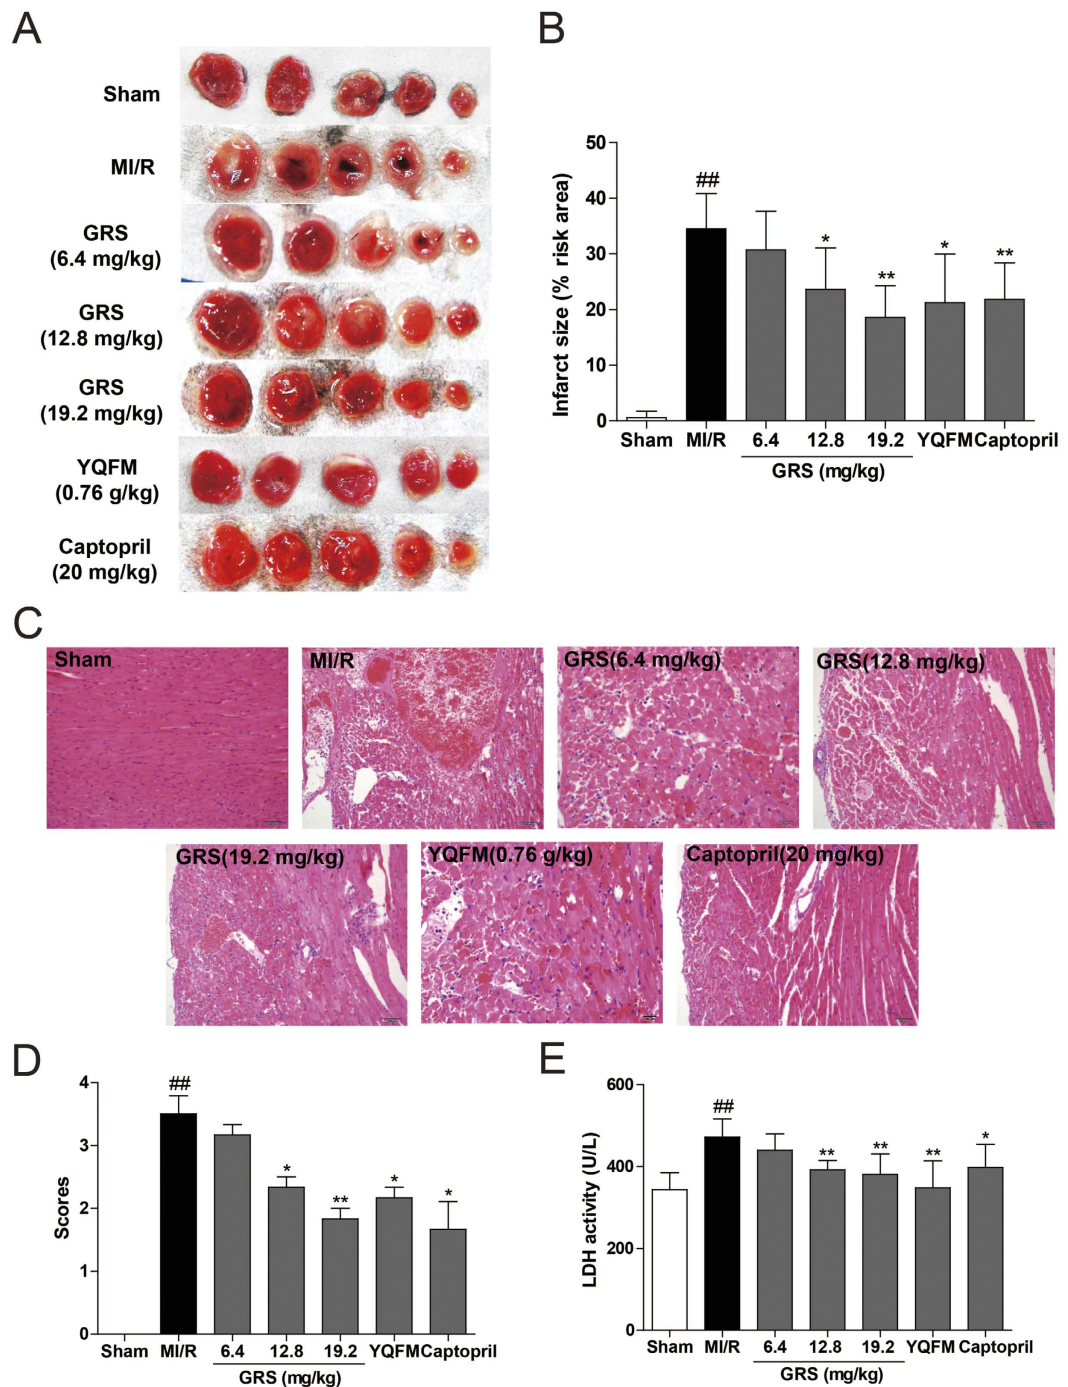 A
Sham
MI/R
GRS
(6.4 mg/kg)
GRS
(12.8 mg/kg)
GRS
(19.2 mg/kg)
YQFM
(0.76 g/kg)
Captopril
(20 mg/kg)
B
Infarct size (% risk area)
50
40
30
20
10
0
##
*
**
*
**
Sham MI/R 6.4 12.8 19.2 YQFM Captopril
GRS (mg/kg)
C
Sham
MI/R
GRS(6.4 mg/kg)
GRS(12.8 mg/kg)
GRS(19.2 mg/kg)
YQFM(0.76 g/kg)
Captopril(20 mg/kg)
D
Scores
4
3
2
1
0
##
*
**
*
*
Sham MI/R 6.4 12.8 19.2 YQFM Captopril
GRS (mg/kg)
E
LDH activity (U/L)
600
400
200
0
##
**
**
**
*
Sham MI/R 6.4 12.8 19.2 YQFM Captopril
GRS (mg/kg)